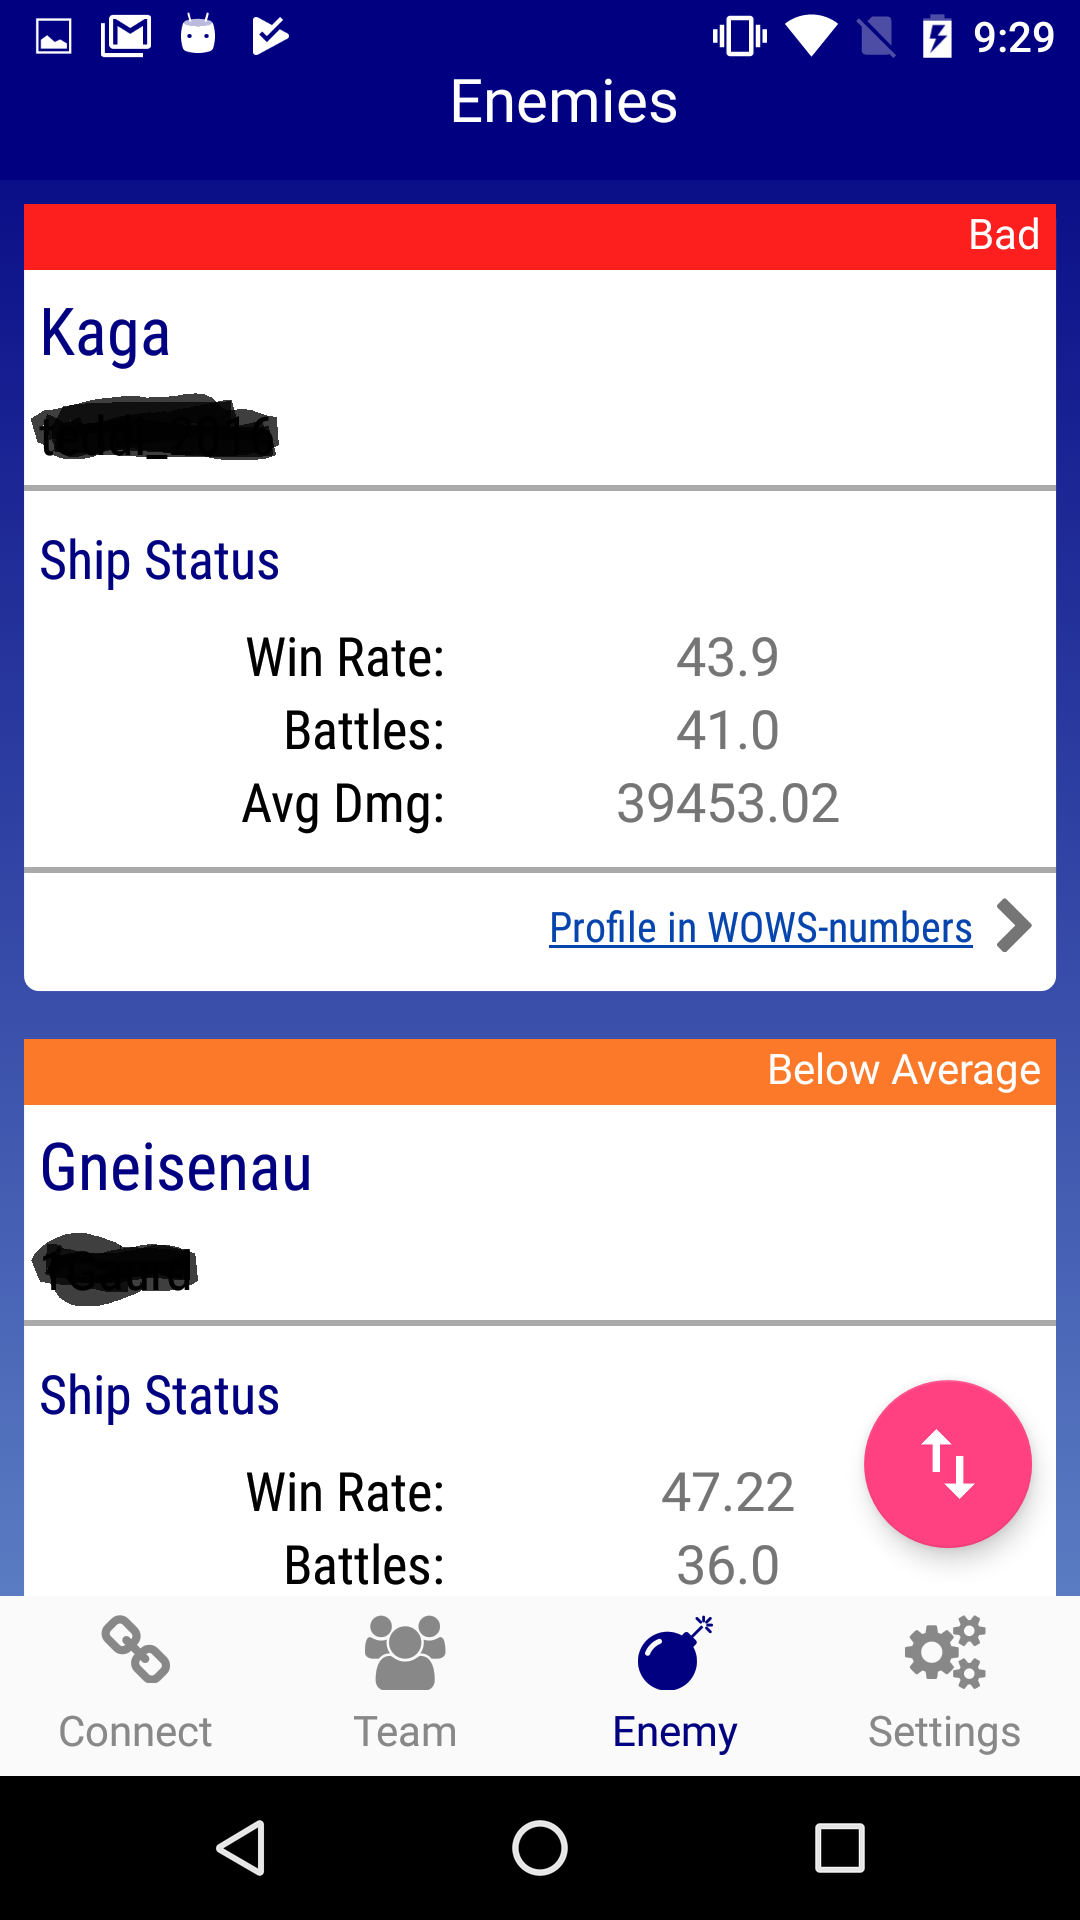 9:29
Enemies
Bad
Kaga
Ship Status
Win Rate: 43.9
Battles: 41.0
Avg Dmg: 39453.02
Profile in WOWS-numbers
Below Average
Gneisenau
Ship Status
Win Rate: 47.22
Battles: 36.0
Connect Team Enemy Settings